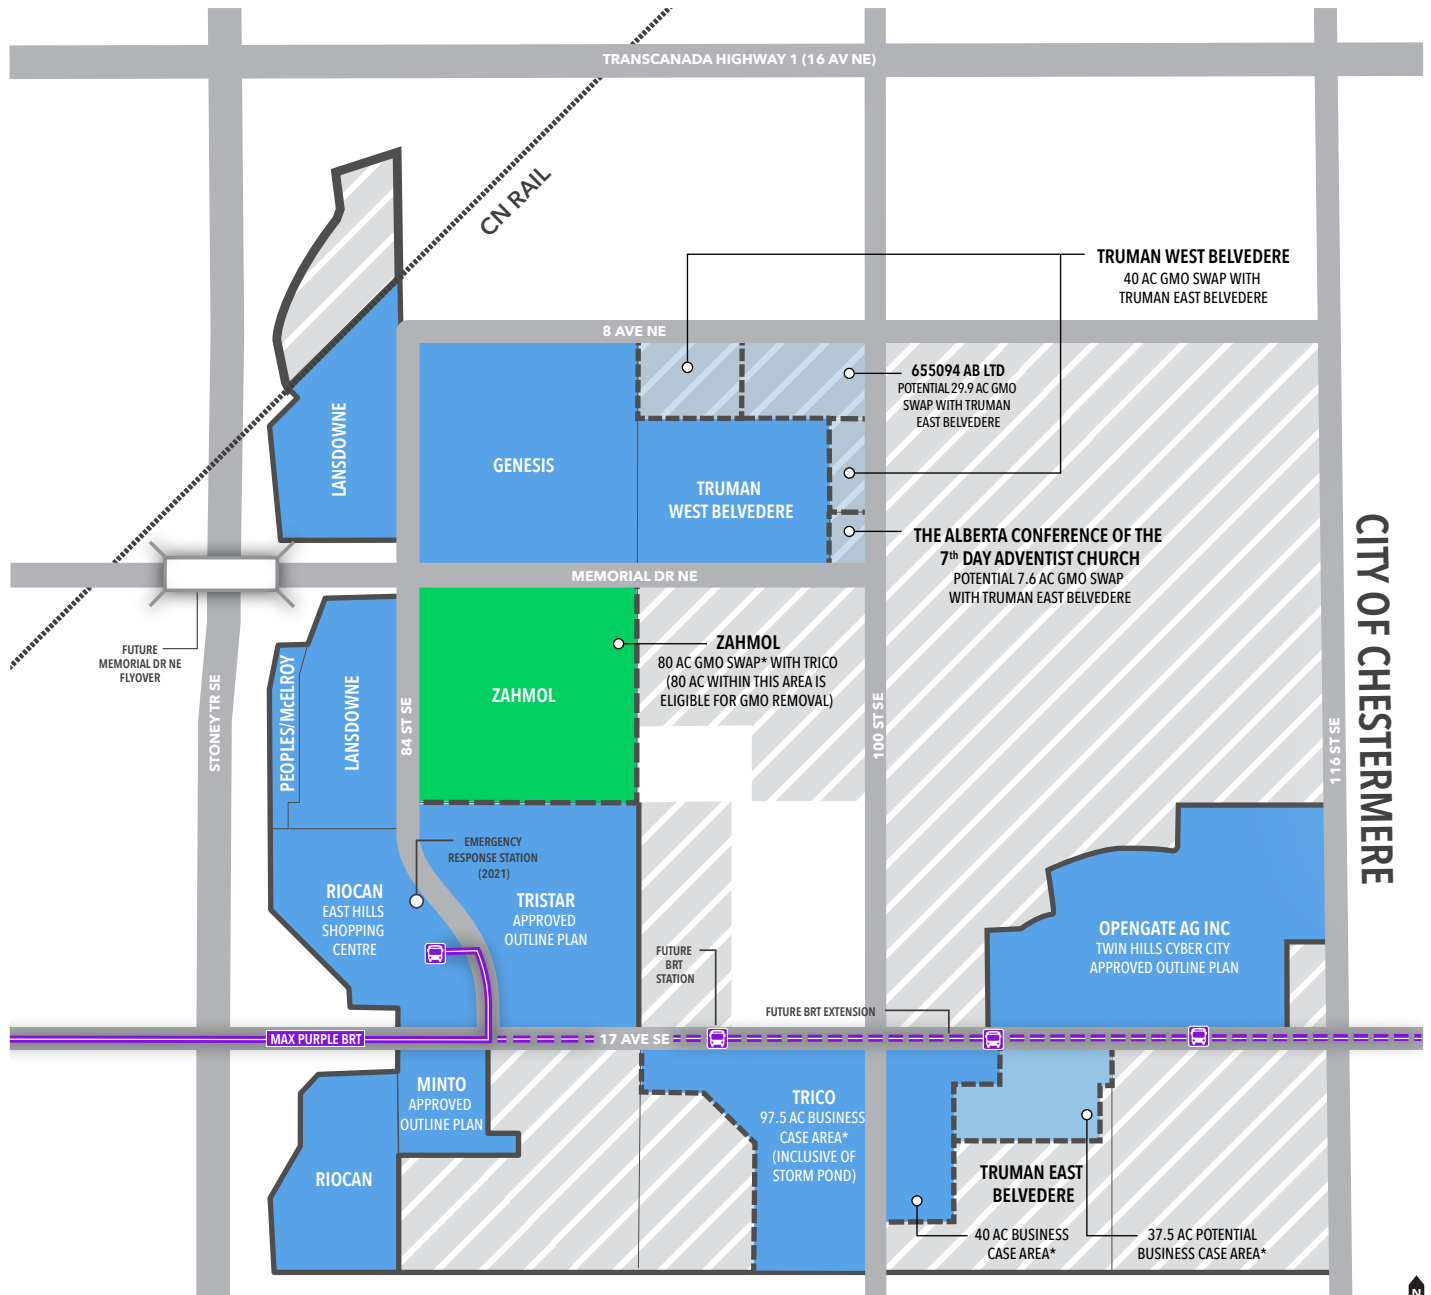 TRANSCANADA HIGHWAY 1 (16 AV NE)
CN RAIL
TRUMAN WEST BELVEDERE
40 AC GMO SWAP WITH
TRUMAN EAST BELVEDERE
8 AVE NE
655094 AB LTD
POTENTIAL 29.9 AC GMO
SWAP WITH TRUMAN
EAST BELVEDERE
LANSDOWNE
GENESIS
TRUMAN
WEST BELVEDERE
THE ALBERTA CONFERENCE OF THE
7th DAY ADVENTIST CHURCH
POTENTIAL 7.6 AC GMO SWAP
WITH TRUMAN EAST BELVEDERE
CITY OF CHESTERMERE
MEMORIAL DR NE
FUTURE
MEMORIAL DR NE
FLYOVER
STONEY TR SE
PEOPLES/McELROY
LANSDOWNE
84 ST SE
ZAHMOL
ZAHMOL
80 AC GMO SWAP* WITH TRICO
(80 AC WITHIN THIS AREA IS
ELIGIBLE FOR GMO REMOVAL)
100 ST SE
116 ST SE
EMERGENCY
RESPONSE STATION
(2021)
RIOCAN
EAST HILLS
SHOPPING
CENTRE
TRISTAR
APPROVED
OUTLINE PLAN
FUTURE
BRT
STATION
OPENGATE AG INC
TWIN HILLS CYBER CITY
APPROVED OUTLINE PLAN
FUTURE BRT EXTENSION
MAX PURPLE BRT
17 AVE SE
MINTO
APPROVED
OUTLINE PLAN
TRICO
97.5 AC BUSINESS
CASE AREA*
(INCLUSIVE OF
STORM POND)
RIOCAN
TRUMAN EAST
BELVEDERE
40 AC BUSINESS
CASE AREA*
37.5 AC POTENTIAL
BUSINESS CASE AREA*
N